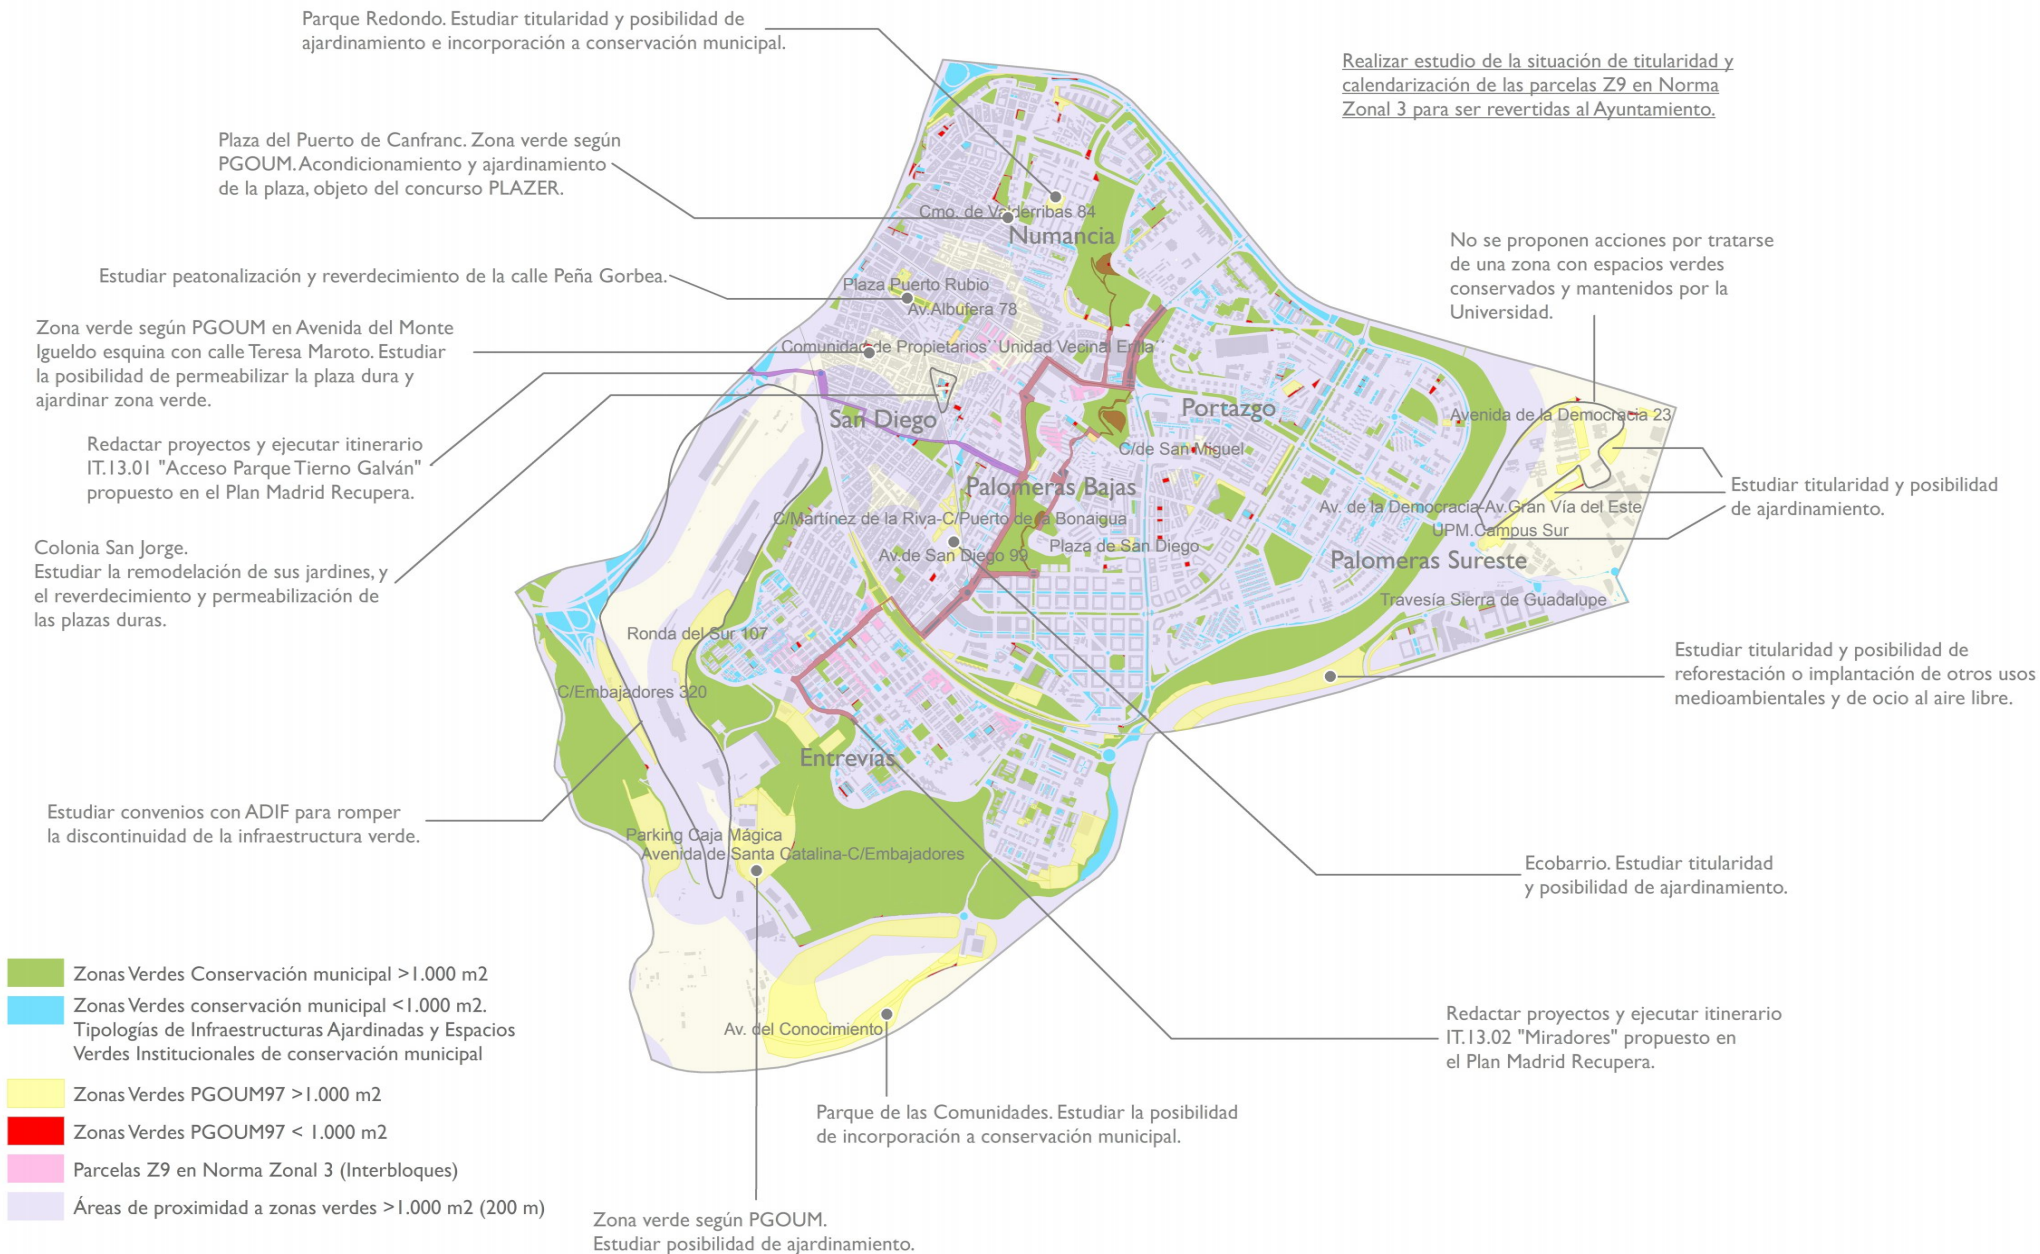 Parque Redondo. Estudiar titularidad y posibilidad de
ajardinamiento e incorporación a conservación municipal.
Realizar estudio de la situación de titularidad y
calendarización de las parcelas Z9 en Norma
Zonal 3 para ser revertidas al Ayuntamiento.
Plaza del Puerto de Canfranc. Zona verde según
PGOUM. Acondicionamiento y ajardinamiento
de la plaza, objeto del concurso PLAZER.
No se proponen acciones por tratarse
de una zona con espacios verdes
conservados y mantenidos por la
Universidad.
Estudiar peatonalización y reverdecimiento de la calle Peña Gorbea.
Zona verde según PGOUM en Avenida del Monte
Igueldo esquina con calle Teresa Maroto. Estudiar
la posibilidad de permeabilizar la plaza dura y
ajardinar zona verde.
Redactar proyectos y ejecutar itinerario
IT.13.01 "Acceso Parque Tierno Galván"
propuesto en el Plan Madrid Recupera.
Colonia San Jorge.
Estudiar la remodelación de sus jardines, y
el reverdecimiento y permeabilización de
las plazas duras.
Cmo. de Valderribas 84
Numancia
Plaza Puerto Rubio
Av.Albufera 78
Comunidad de Propietarios Unidad Vecinal Erilla
San Diego
Portazgo
Avenida de la Democracia 23
C/de San Miguel
Palomeras Bajas
Estudiar titularidad y posibilidad
de ajardinamiento.
C/Martínez de la Riva-C/Puerto de la Bonaigua
Av. de la Democracia-Av.Gran Vía del Este
UPM.Campus Sur
Av.de San Diego 99
Plaza de San Diego
Palomeras Sureste
Travesía Sierra de Guadalupe
Ronda del Sur 107
C/Embajadores 320
Estudiar titularidad y posibilidad de
reforestación o implantación de otros usos
medioambientales y de ocio al aire libre.
Entrevías
Estudiar convenios con ADIF para romper
la discontinuidad de la infraestructura verde.
Parking Caja Mágica
Avenida de Santa Catalina-C/Embajadores
Ecobarrio. Estudiar titularidad
y posibilidad de ajardinamiento.
Av. del Conocimiento
Redactar proyectos y ejecutar itinerario
IT.13.02 "Miradores" propuesto en
el Plan Madrid Recupera.
Parque de las Comunidades. Estudiar la posibilidad
de incorporación a conservación municipal.
Zonas Verdes Conservación municipal >1.000 m2
Zonas Verdes conservación municipal <1.000 m2.
Tipologías de Infraestructuras Ajardinadas y Espacios
Verdes Institucionales de conservación municipal
Zonas Verdes PGOUM97 >1.000 m2
Zonas Verdes PGOUM97 < 1.000 m2
Parcelas Z9 en Norma Zonal 3 (Interbloques)
Áreas de proximidad a zonas verdes >1.000 m2 (200 m)
Zona verde según PGOUM.
Estudiar posibilidad de ajardinamiento.